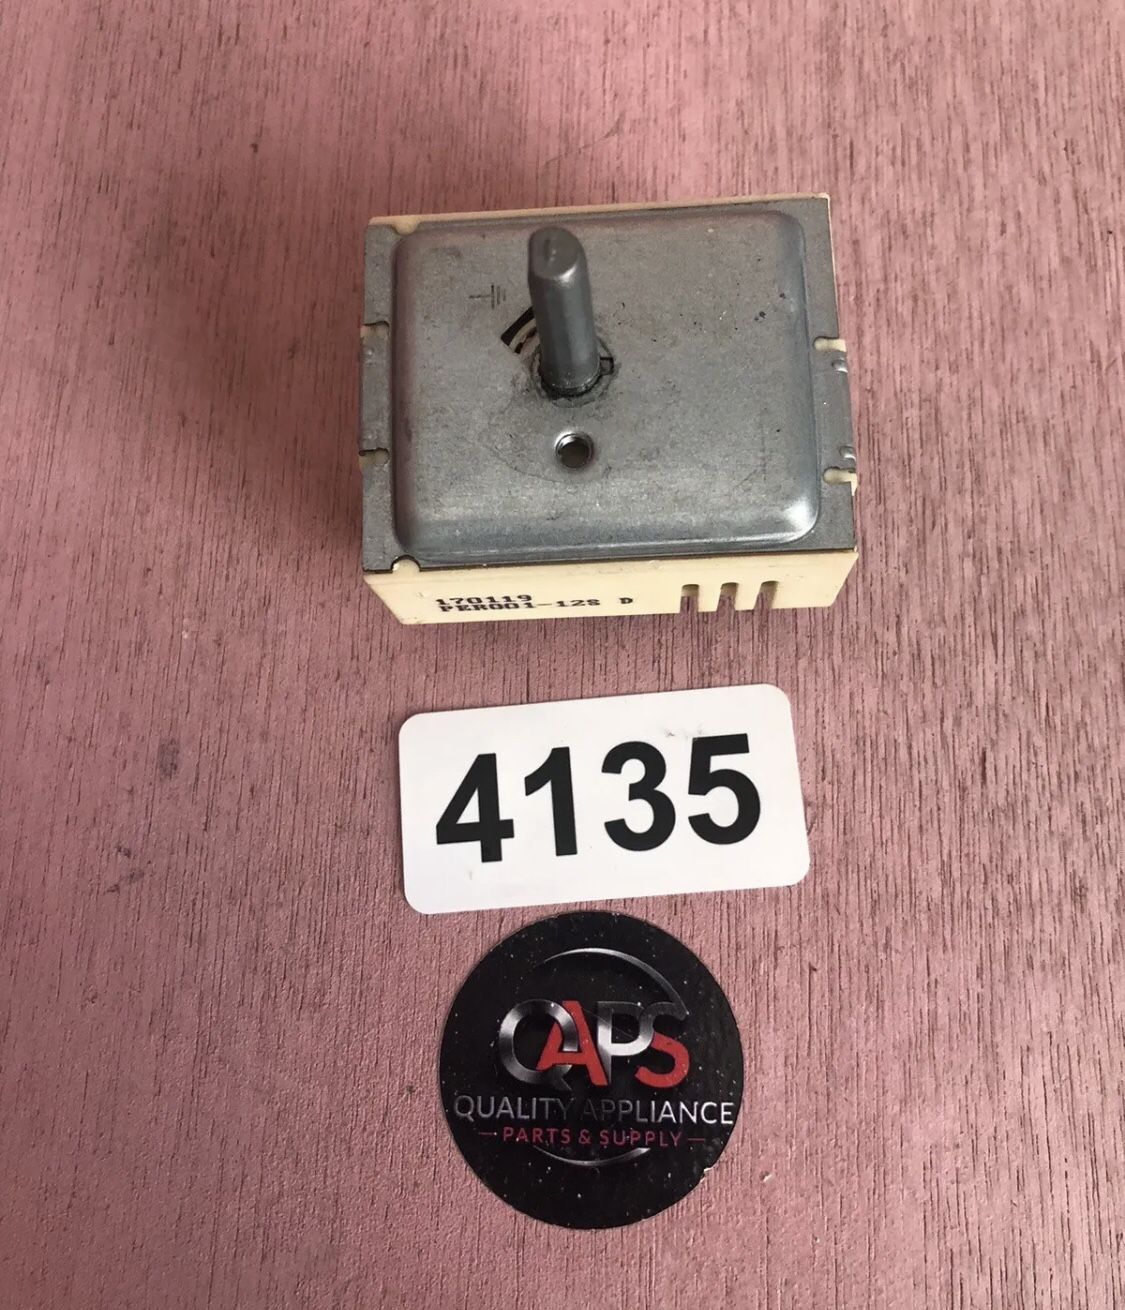 170119
PER001-128 D
4135
QAPS
QUALITY APPLIANCE
PARTS & SUPPLY